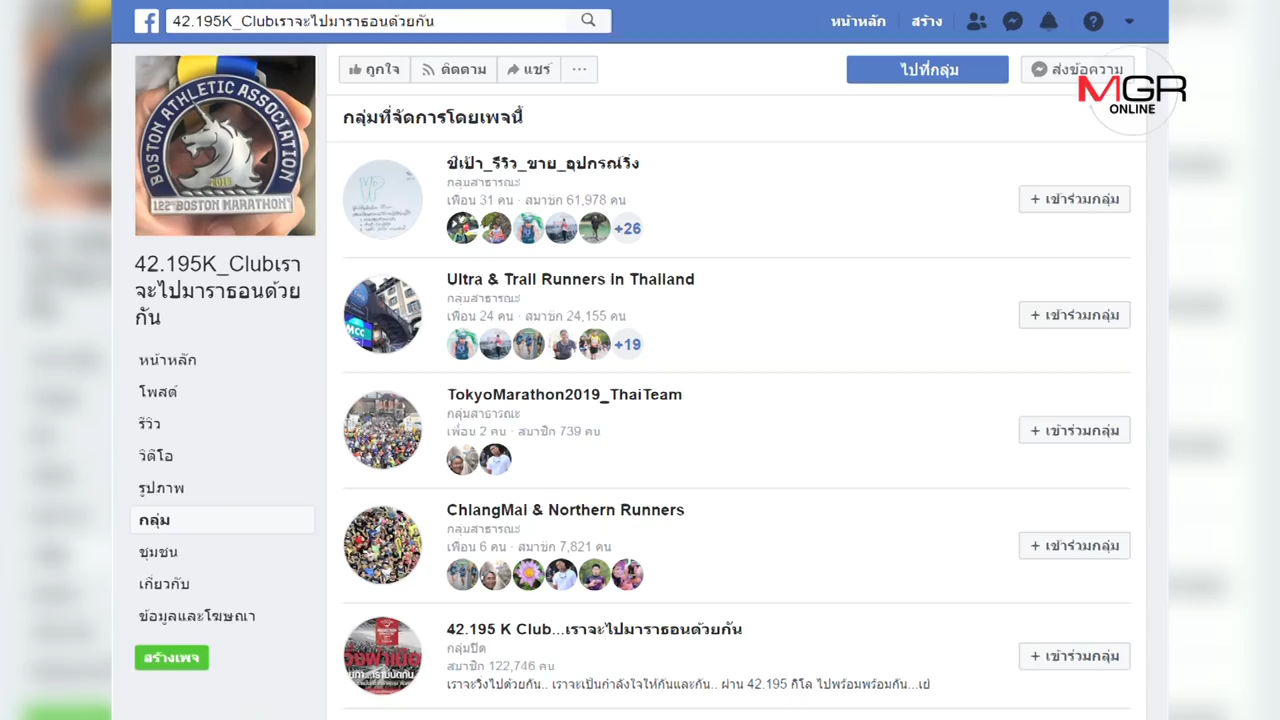 42.195K_Clubเราจะไปมาราธอนด้วยกัน
หน้าหลัก
สร้าง
BOSTON ATHLETIC ASSOCIATION
122ND BOSTON MARATHON
42.195K_Clubเรา
จะไปมาราธอนด้วย
กัน
หน้าหลัก
โพสต์
รีวิว
วิดีโอ
รูปภาพ
กลุ่ม
ชุมชน
เกี่ยวกับ
ข้อมูลและโฆษณา
สร้างเพจ
ถูกใจ
ติดตาม
แชร์
ไปที่กลุ่ม
ส่งข้อความ
MGR
ONLINE
กลุ่มที่จัดการโดยเพจนี้
ชี้เป้า_รีวิว_ขาย_อุปกรณ์วิ่ง
กลุ่มสาธารณะ
เพื่อน 31 คน · สมาชิก 61,978 คน
+26
+ เข้าร่วมกลุ่ม
Ultra & Trail Runners in Thailand
กลุ่มสาธารณะ
เพื่อน 24 คน · สมาชิก 24,155 คน
MCC
+19
+ เข้าร่วมกลุ่ม
TokyoMarathon2019_ThaiTeam
กลุ่มสาธารณะ
เพื่อน 2 คน · สมาชิก 739 คน
+ เข้าร่วมกลุ่ม
ChiangMai & Northern Runners
กลุ่มสาธารณะ
เพื่อน 6 คน · สมาชิก 7,821 คน
+ เข้าร่วมกลุ่ม
42.195 K Club...เราจะไปมาราธอนด้วยกัน
กลุ่มปิด
สมาชิก 122,746 คน
เราจะวิ่งไปด้วยกัน.. เราจะเป็นกำลังใจให้กันและกัน.. ผ่าน 42.195 กิโล ไปพร้อมพร้อมกัน...เย่
+ เข้าร่วมกลุ่ม